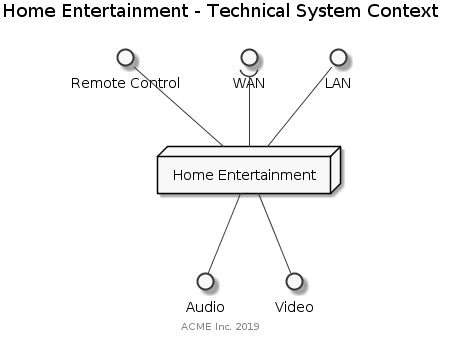 Home Entertainment - Technical System Context
Remote Control
WAN
LAN
Home Entertainment
Audio
Video
ACME Inc. 2019